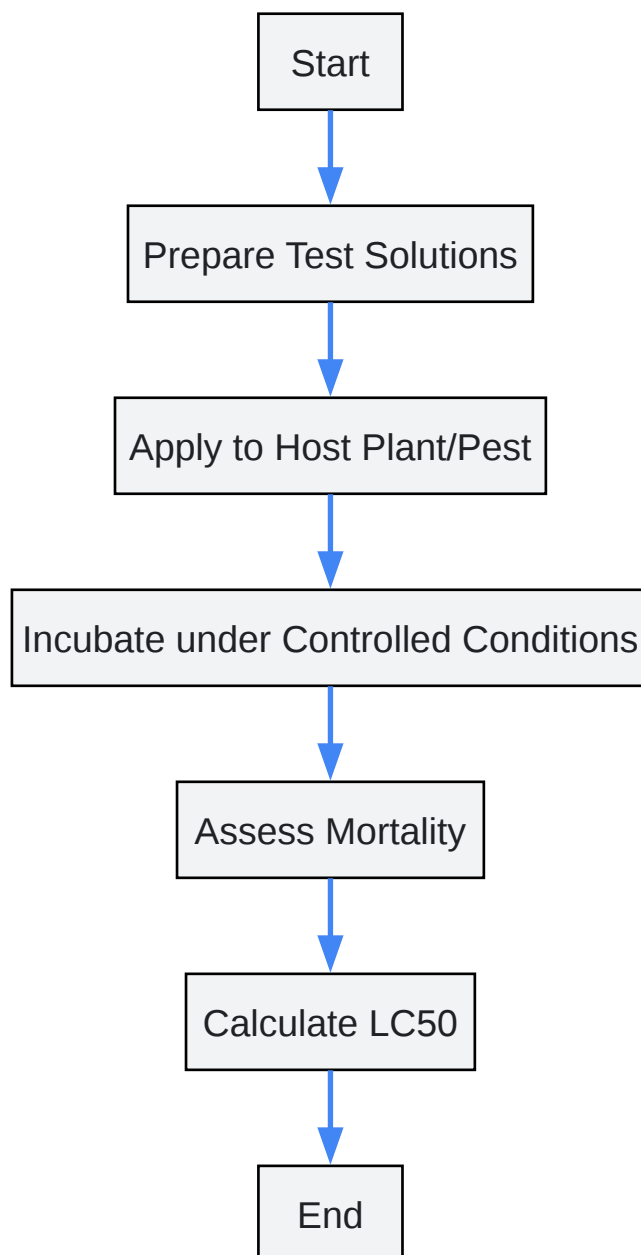 Start
Prepare Test Solutions
Apply to Host Plant/Pest
Incubate under Controlled Conditions
Assess Mortality
Calculate LC50
End